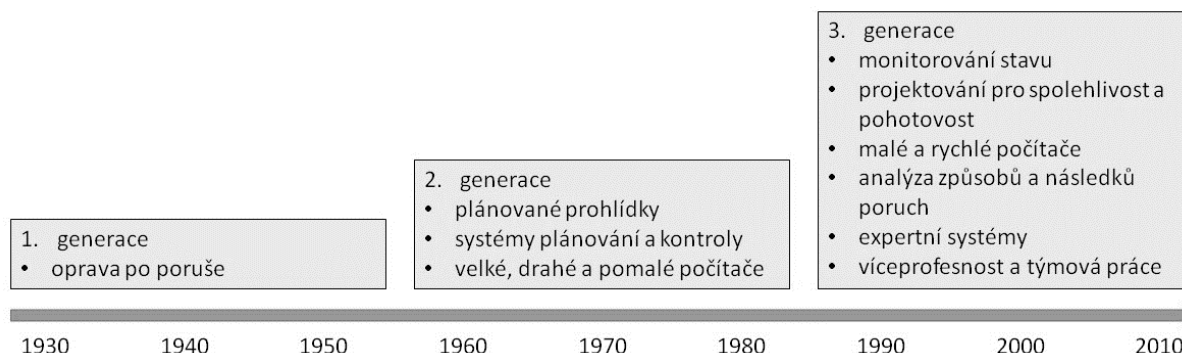 1. generace
• oprava po poruše
2. generace
• plánované prohlídky
• systémy plánování a kontroly
• velké, drahé a pomalé počítače
3. generace
• monitorování stavu
• projektování pro spolehlivost a
pohotovost
• malé a rychlé počítače
• analýza způsobů a následků
poruch
• expertní systémy
• víceprofesnost a týmová práce
1930 1940 1950 1960 1970 1980 1990 2000 2010